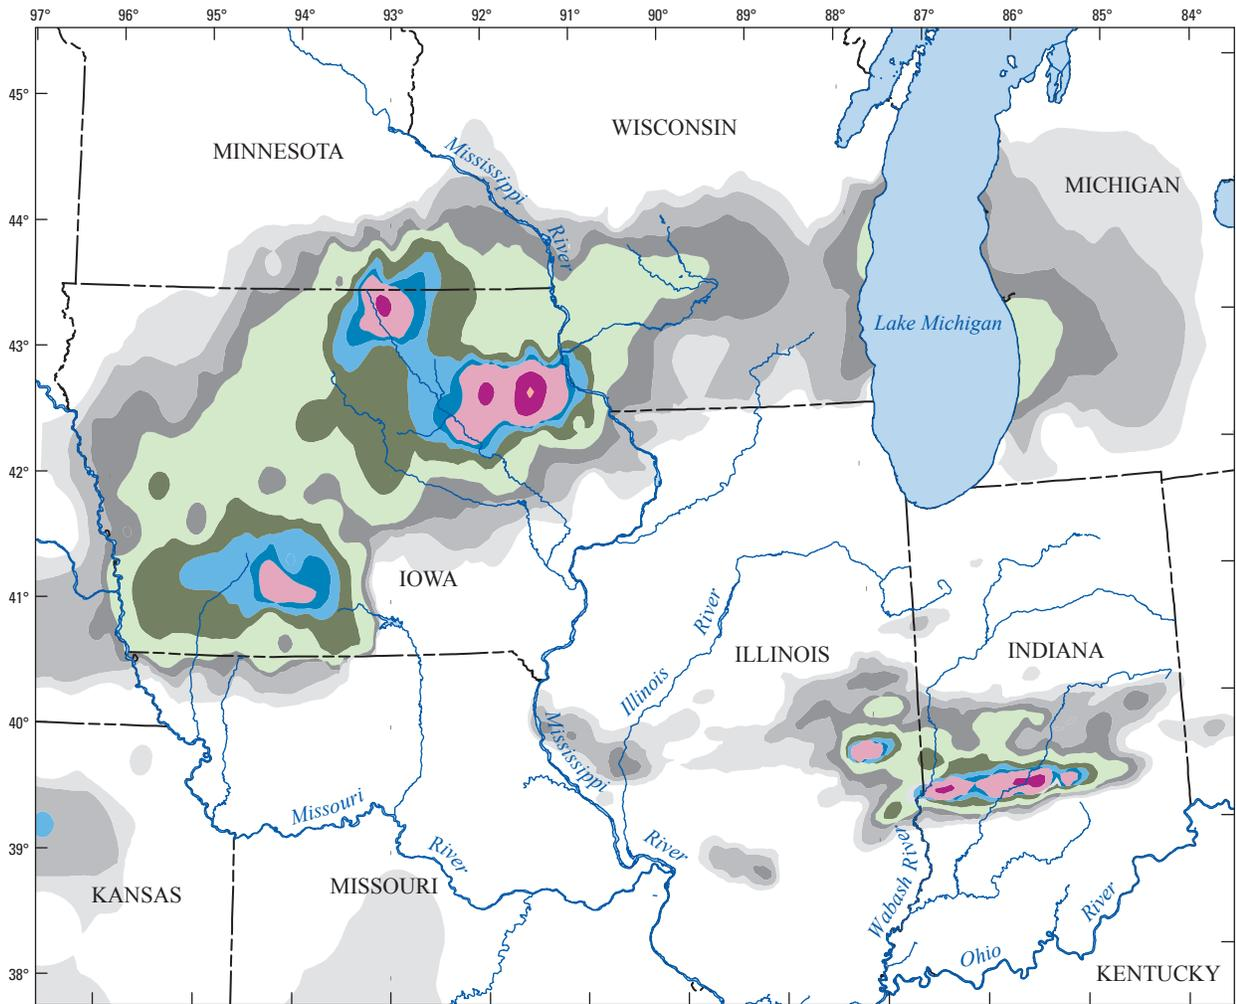 97° 96° 95° 94° 93° 92° 91° 90° 89° 88° 87° 86° 85° 84°
45°
WISCONSIN
MINNESOTA
Mississippi
River
MICHIGAN
44°
Lake Michigan
43°
42°
IOWA
41°
River
Illinois
ILLINOIS
INDIANA
40°
Mississippi
River
Missouri
River
39°
Wabash River
KANSAS
MISSOURI
River
Ohio
38°
KENTUCKY